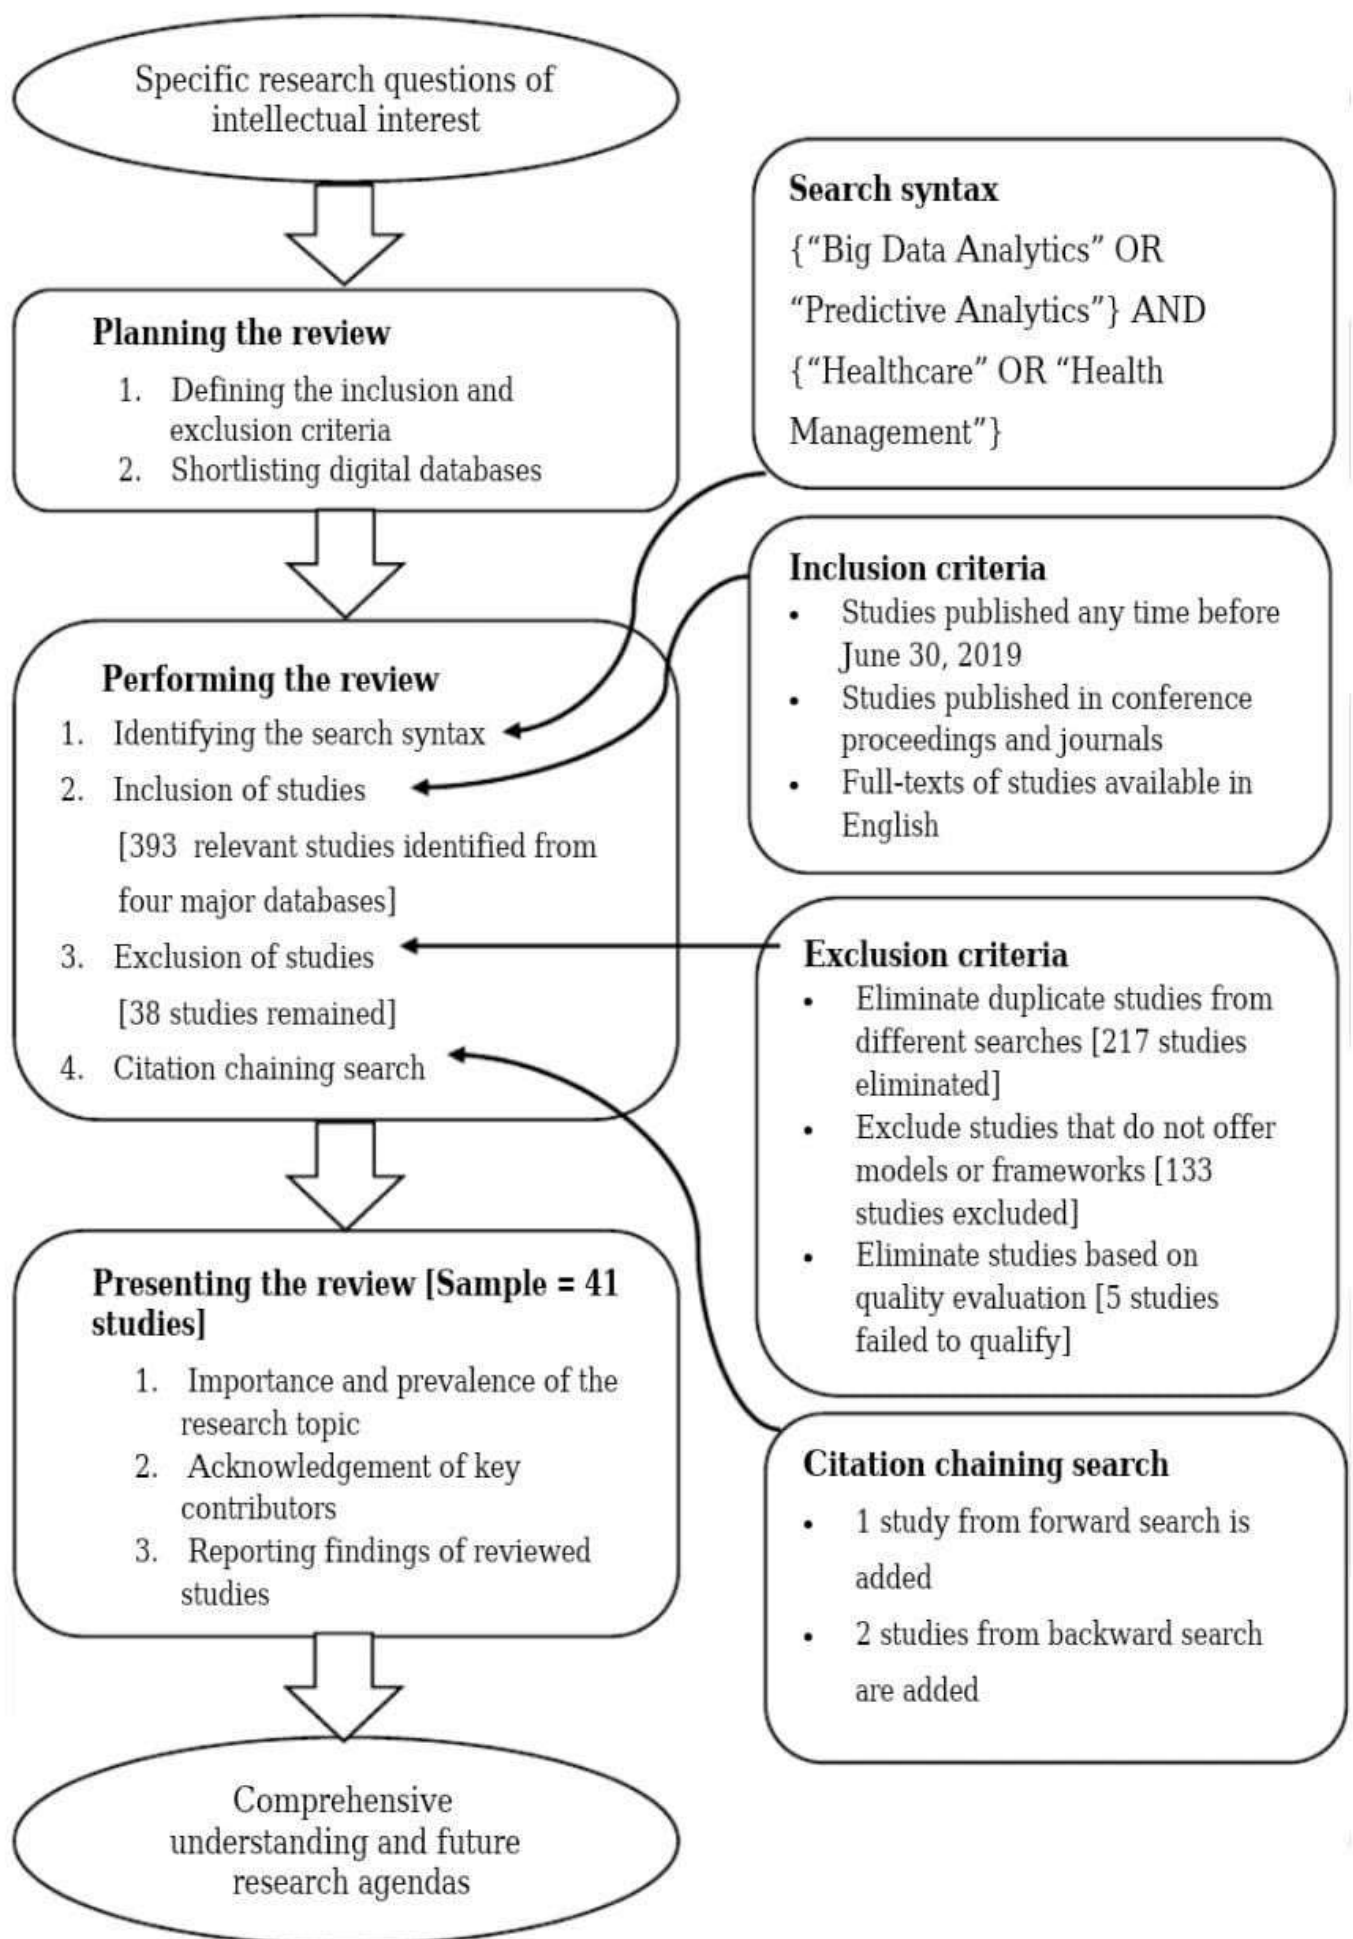 Specific research questions of
intellectual interest
Planning the review
1. Defining the inclusion and
exclusion criteria
2. Shortlisting digital databases
Performing the review
1. Identifying the search syntax
2. Inclusion of studies
[393 relevant studies identified from
four major databases]
3. Exclusion of studies
[38 studies remained]
4. Citation chaining search
Presenting the review [Sample = 41
studies]
1. Importance and prevalence of the
research topic
2. Acknowledgement of key
contributors
3. Reporting findings of reviewed
studies
Comprehensive
understanding and future
research agendas
Search syntax
{“Big Data Analytics” OR
“Predictive Analytics”} AND
{“Healthcare” OR “Health
Management”}
Inclusion criteria
• Studies published any time before
June 30, 2019
• Studies published in conference
proceedings and journals
• Full-texts of studies available in
English
Exclusion criteria
• Eliminate duplicate studies from
different searches [217 studies
eliminated]
• Exclude studies that do not offer
models or frameworks [133
studies excluded]
• Eliminate studies based on
quality evaluation [5 studies
failed to qualify]
Citation chaining search
• 1 study from forward search is
added
• 2 studies from backward search
are added